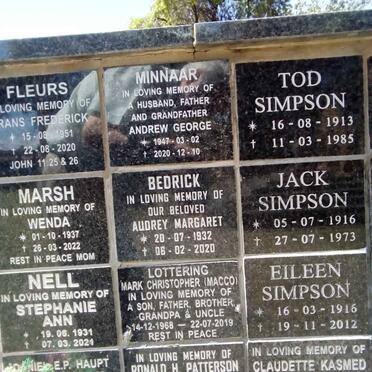 FLEURS
IN LOVING MEMORY OF
FRANS FREDERICK
✶ 15-08-1951
† 22-08-2020
JOHN 11:25 & 26
MINNAAR
IN LOVING MEMORY OF
A HUSBAND, FATHER
AND GRANDFATHER
ANDREW GEORGE
✶ 1947-03-02
† 2020-12-10
TOD
SIMPSON
✶ 16-08-1913
† 11-03-1985
MARSH
IN LOVING MEMORY OF
WENDA
✶ 01-10-1937
† 26-03-2022
REST IN PEACE MOM
BEDRICK
IN LOVING MEMORY OF
OUR BELOVED
AUDREY MARGARET
✶ 20-07-1932
† 06-02-2020
JACK
SIMPSON
✶ 05-07-1916
† 27-07-1973
NELL
IN LOVING MEMORY OF
STEPHANIE
ANN
✶ 19.06.1931
† 07.03.2021
LOTTERING
MARK CHRISTOPHER (MACCO)
IN LOVING MEMORY OF
A SON, FATHER, BROTHER,
GRANDPA & UNCLE
14-12-1968 – 22-07-2019
REST IN PEACE
EILEEN
SIMPSON
✶ 16-03-1916
† 19-11-2012
E.P. HAUPT
IN LOVING MEMORY OF
RONALD H. PATTERSON
IN LOVING MEMORY OF
CLAUDETTE KASMED